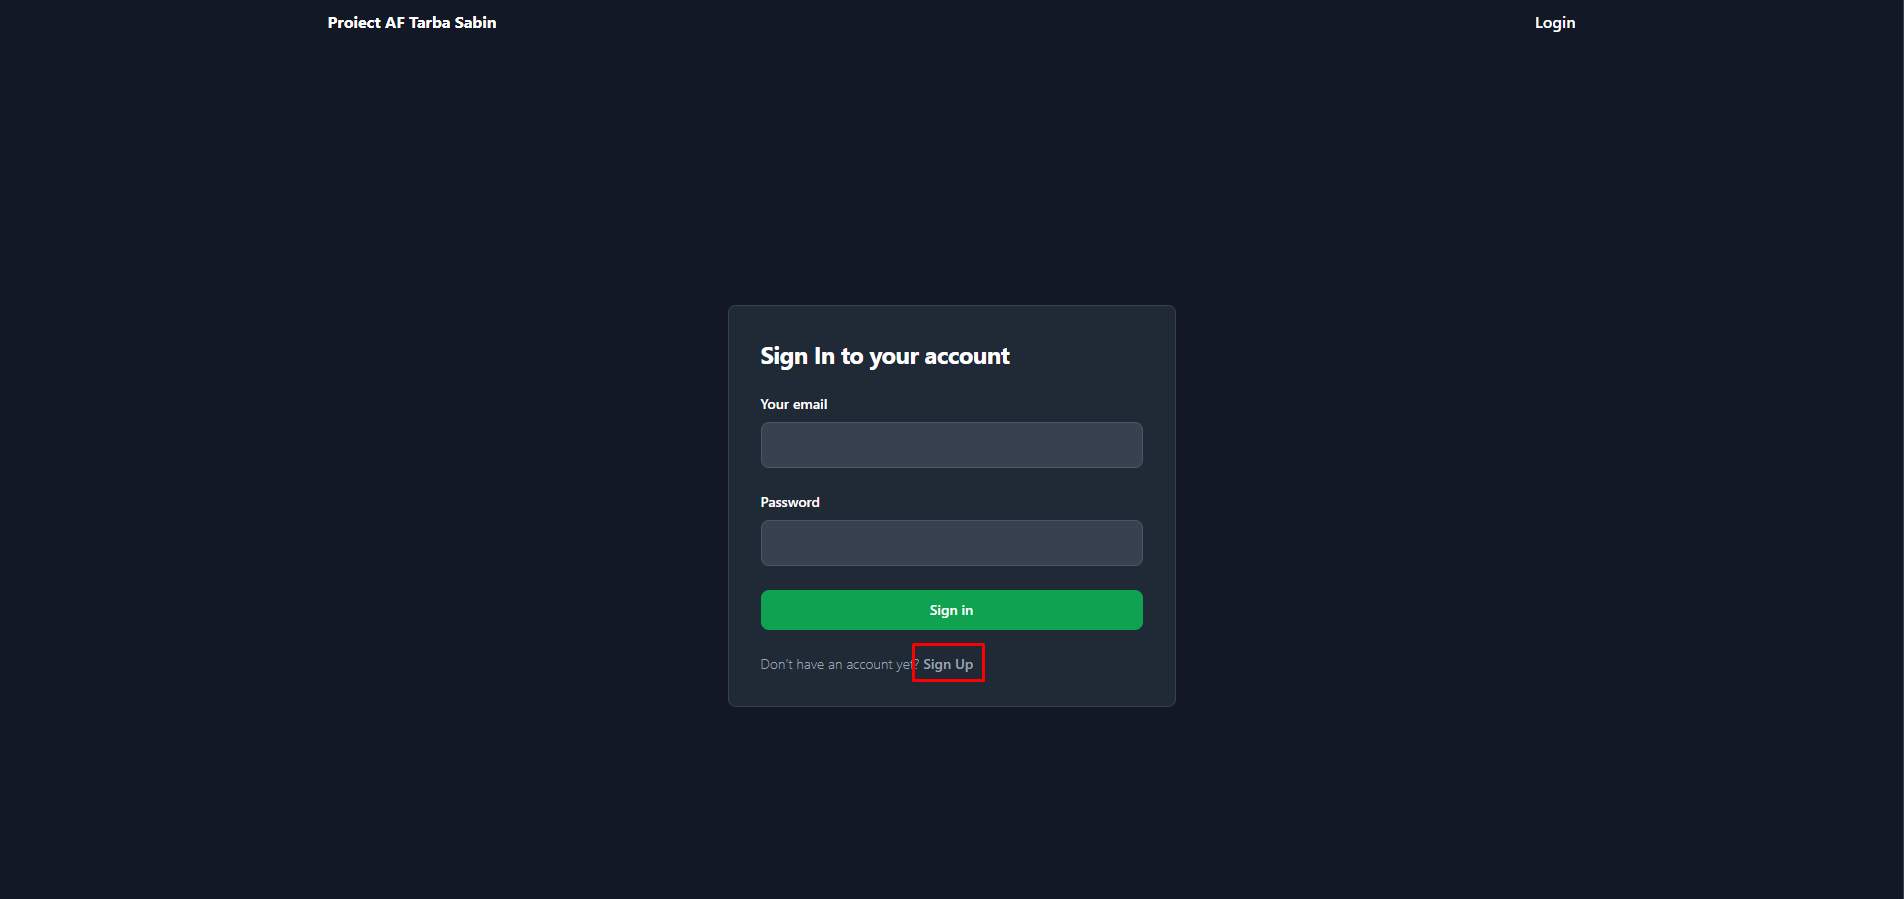 Proiect AF Tarba Sabin
Login
Sign In to your account
Your email
Password
Sign in
Don't have an account yet? Sign Up